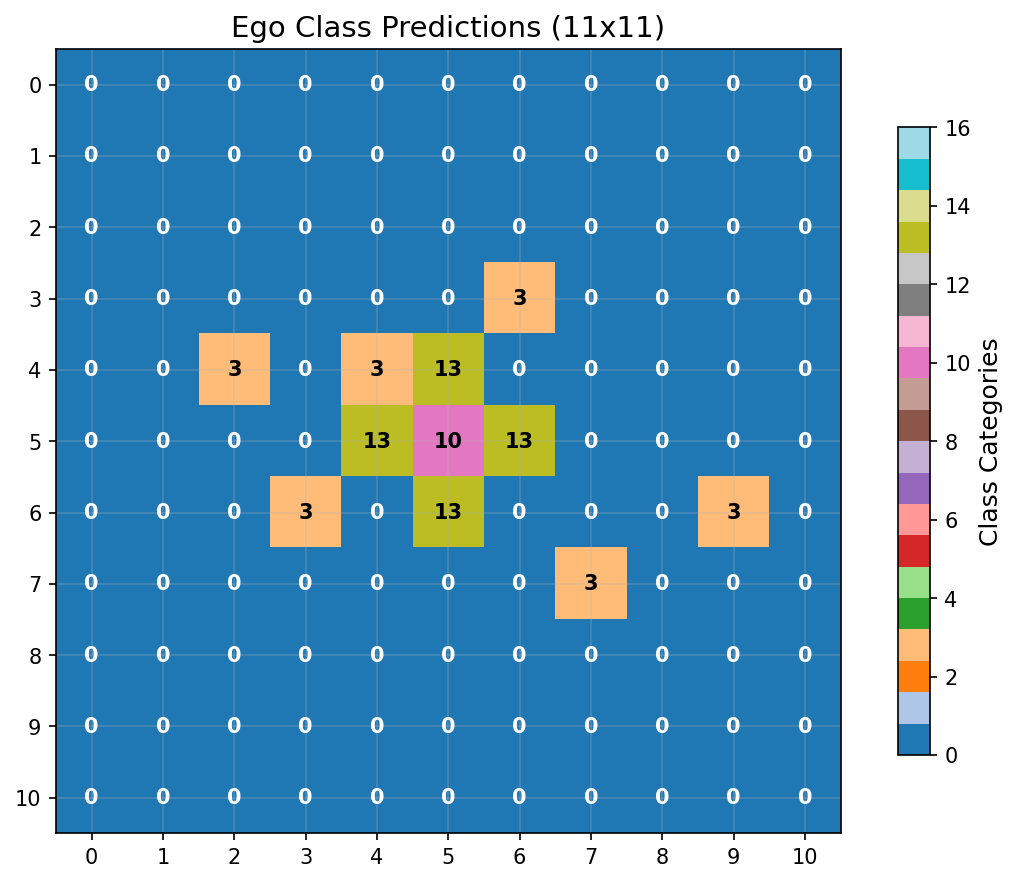 Ego Class Predictions (11x11)
0 0 0 0 0 0 0 0 0 0 0 0
1 0 0 0 0 0 0 0 0 0 0 0
2 0 0 0 0 0 0 0 0 0 0 0
3 0 0 0 0 0 0 3 0 0 0 0
4 0 0 3 0 3 13 0 0 0 0 0
5 0 0 0 0 13 10 13 0 0 0 0
6 0 0 0 3 0 13 0 0 0 3 0
7 0 0 0 0 0 0 0 3 0 0 0
8 0 0 0 0 0 0 0 0 0 0 0
9 0 0 0 0 0 0 0 0 0 0 0
10 0 0 0 0 0 0 0 0 0 0 0
0 1 2 3 4 5 6 7 8 9 10
16
14
12
10
8
6
4
2
0
Class Categories